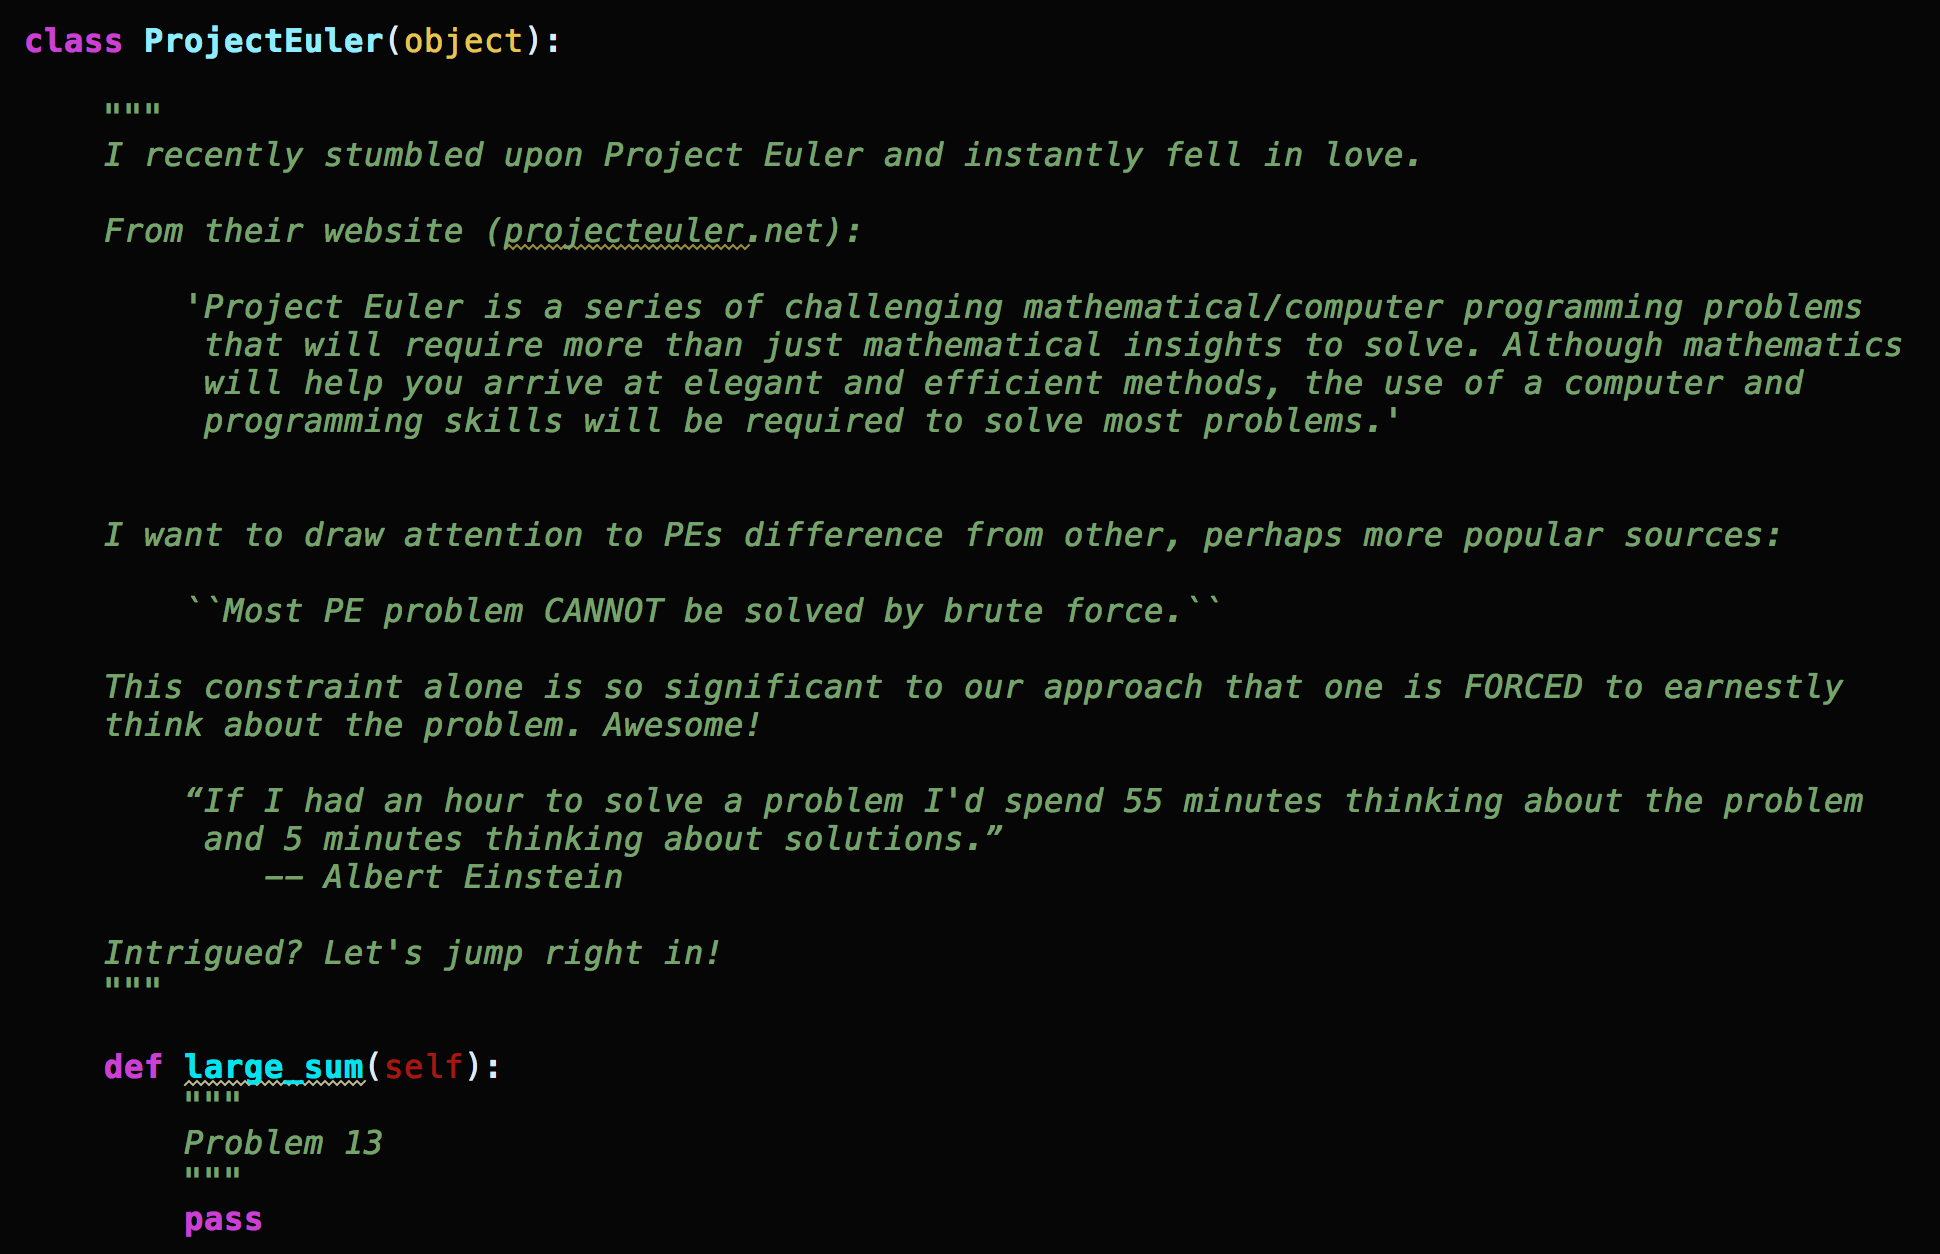 class ProjectEuler(object):
"""
I recently stumbled upon Project Euler and instantly fell in love.
From their website (projecteuler.net):
'Project Euler is a series of challenging mathematical/computer programming problems
that will require more than just mathematical insights to solve. Although mathematics
will help you arrive at elegant and efficient methods, the use of a computer and
programming skills will be required to solve most problems.'
I want to draw attention to PEs difference from other, perhaps more popular sources:
``Most PE problem CANNOT be solved by brute force.``
This constraint alone is so significant to our approach that one is FORCED to earnestly
think about the problem. Awesome!
“If I had an hour to solve a problem I'd spend 55 minutes thinking about the problem
and 5 minutes thinking about solutions.”
-- Albert Einstein
Intrigued? Let's jump right in!
"""
def large_sum(self):
"""
Problem 13
"""
pass